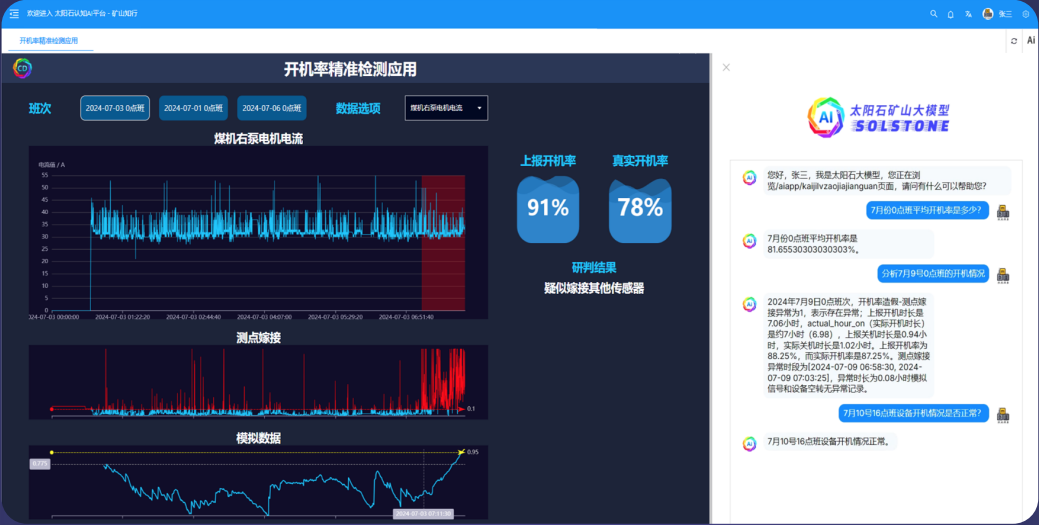 欢迎进入 太阳石认知AI平台 - 矿山知行
张三
开机率精准检测应用
Ai
CD
开机率精准检测应用
班次
2024-07-03 0点班
2024-07-01 0点班
2024-07-06 0点班
数据选项
煤机右泵电机电流
煤机右泵电机电流
电流值 / A
55
50
45
40
35
30
25
20
15
10
5
0
024-07-03 00:00:00
2024-07-03 01:22:20
2024-07-03 02:44:40
2024-07-03 04:07:00
2024-07-03 05:29:20
2024-07-03 06:51:40
上报开机率
真实开机率
91%
78%
研判结果
疑似嫁接其他传感器
测点嫁接
0.1
模拟数据
0.775
0.95
2024-07-03 07:11:30
AI
太阳石矿山大模型
SOLSTONE
您好，张三，我是太阳石大模型，您正在浏
览/aiapp/kaijilvzaojiajianguan页面，请问有什么可以帮助您？
7月份0点班平均开机率是多少？
7月份0点班平均开机率是
81.65530303030303%。
分析7月9号0点班的开机情况
2024年7月9日0点班次，开机率造假-测点嫁
接异常为1，表示存在异常；上报开机时长是
7.06小时，actual_hour_on（实际开机时长）
是约7小时（6.98），上报关机时长是0.94小
时，实际关机时长是1.02小时。上报开机率为
88.25%，而实际开机率是87.25%。测点嫁接
异常时段为[2024-07-09 06:58:30, 2024-
07-09 07:03:25]，异常时长为0.08小时模拟
信号和设备空转无异常记录。
7月10号16点班设备开机情况是否正常？
7月10号16点班设备开机情况正常。